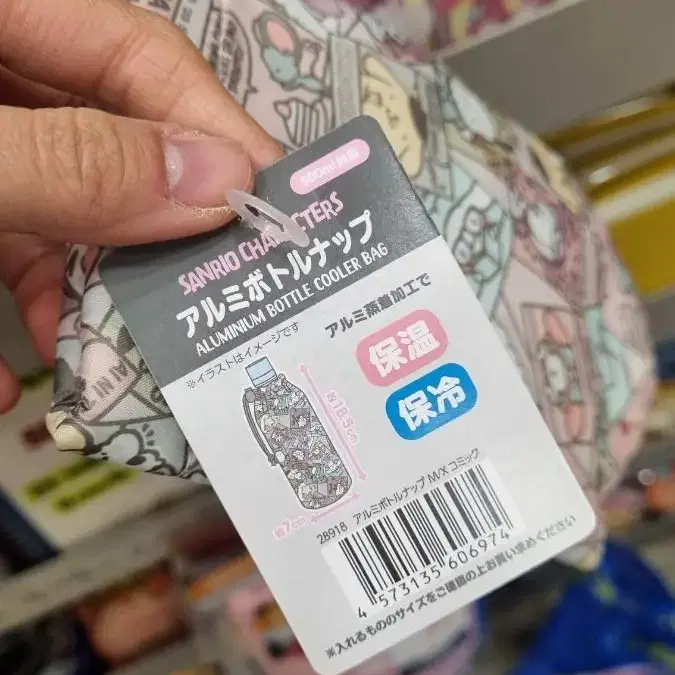 SANRIO CHARACTERS
アルミボトルナップ
ALUMINIUM BOTTLE COOLER BAG
※イラストはイメージです
アルミ蒸着加工で
保温
保冷
約18.5cm
約7cm
28918 アルミボトルナップ M/X コミック
4 573135 606974
※入れるもののサイズをご確認の上お買い求めください